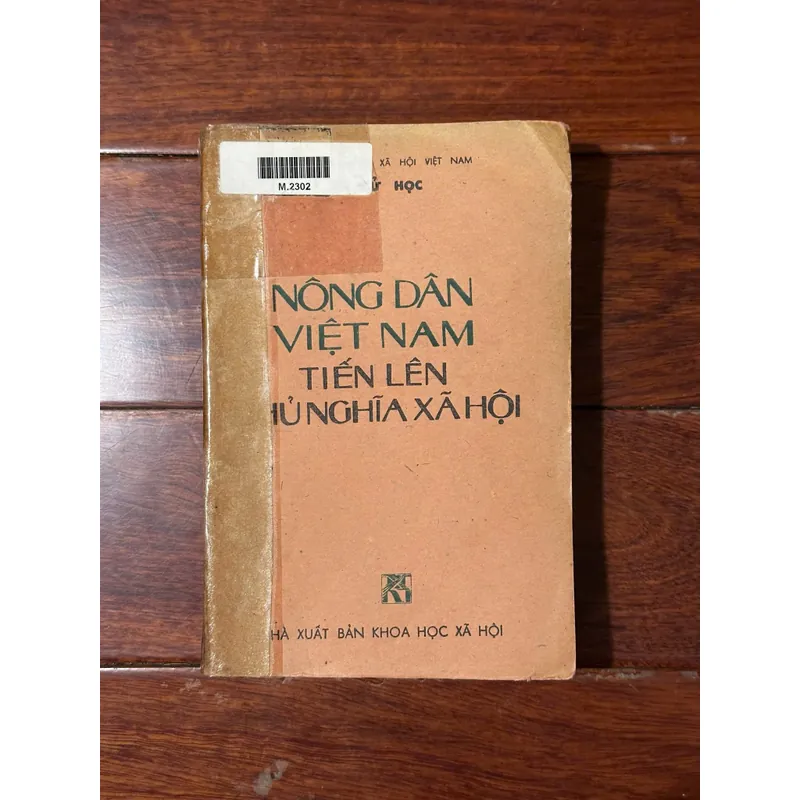 M.2302
XÃ HỘI VIỆT NAM
HỌC
NÔNG DÂN
VIỆT NAM
TIẾN LÊN
HỦ NGHĨA XÃ HỘI
HÀ XUẤT BẢN KHOA HỌC XÃ HỘI